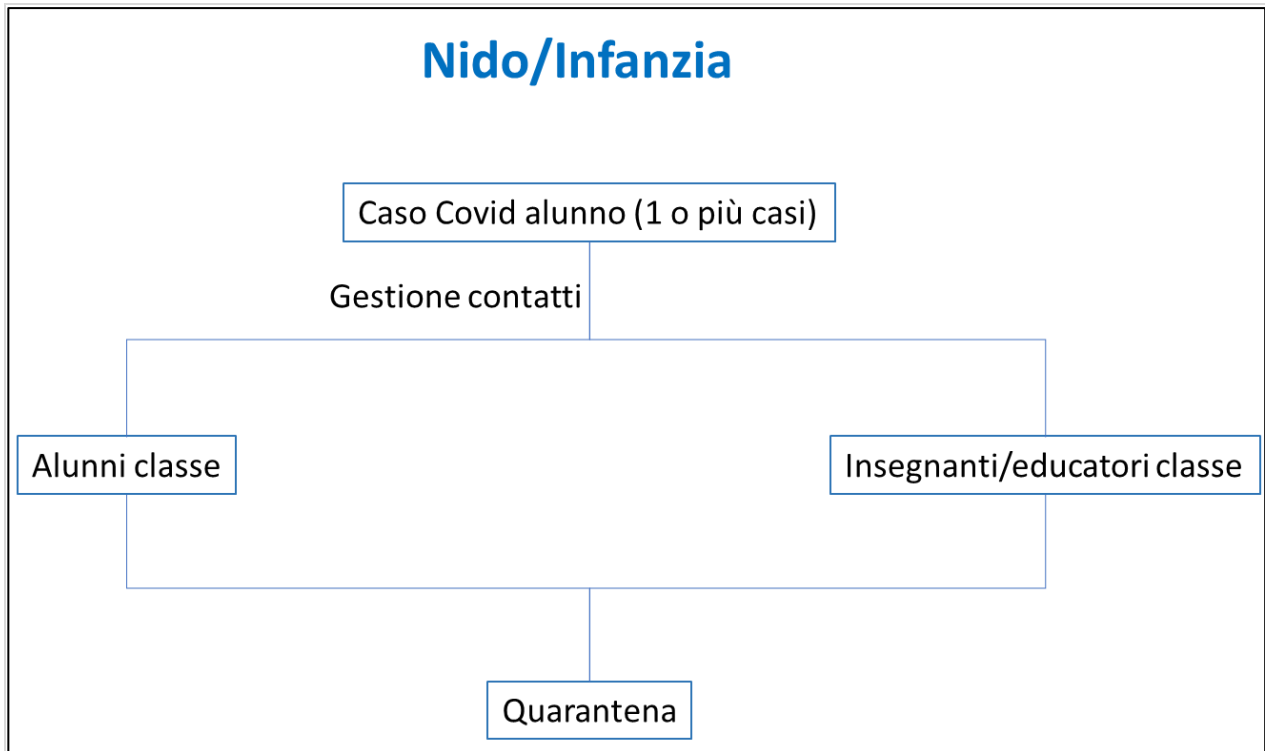 Nido/Infanzia
Caso Covid alunno (1 o più casi)
Gestione contatti
Alunni classe
Insegnanti/educatori classe
Quarantena